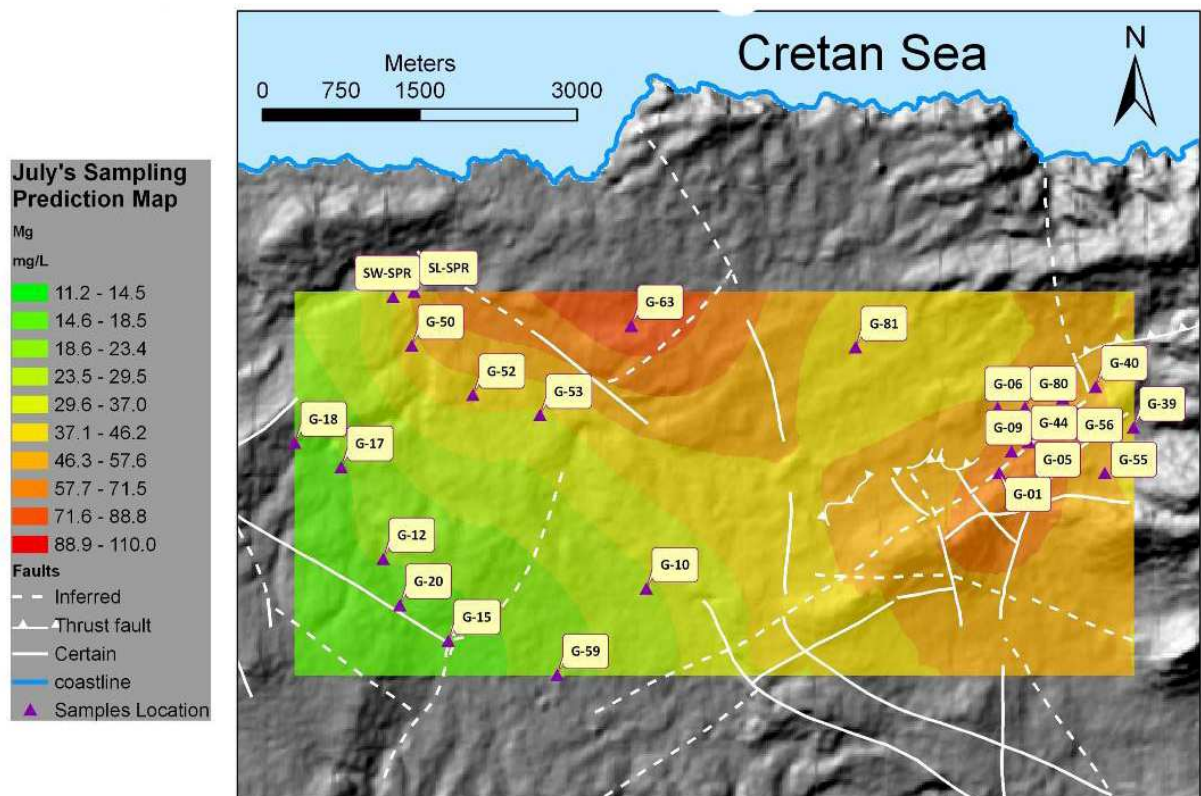 Cretan Sea
N
Meters
0 750 1500 3000
July's Sampling
Prediction Map
Mg
mg/L
11.2 - 14.5
14.6 - 18.5
18.6 - 23.4
23.5 - 29.5
29.6 - 37.0
37.1 - 46.2
46.3 - 57.6
57.7 - 71.5
71.6 - 88.8
88.9 - 110.0
Faults
Inferred
Thrust fault
Certain
coastline
Samples Location
SW-SPR
SL-SPR
G-63
G-50
G-81
G-52
G-53
G-06
G-80
G-40
G-39
G-18
G-17
G-09
G-44
G-56
G-05
G-55
G-01
G-12
G-20
G-10
G-15
G-59